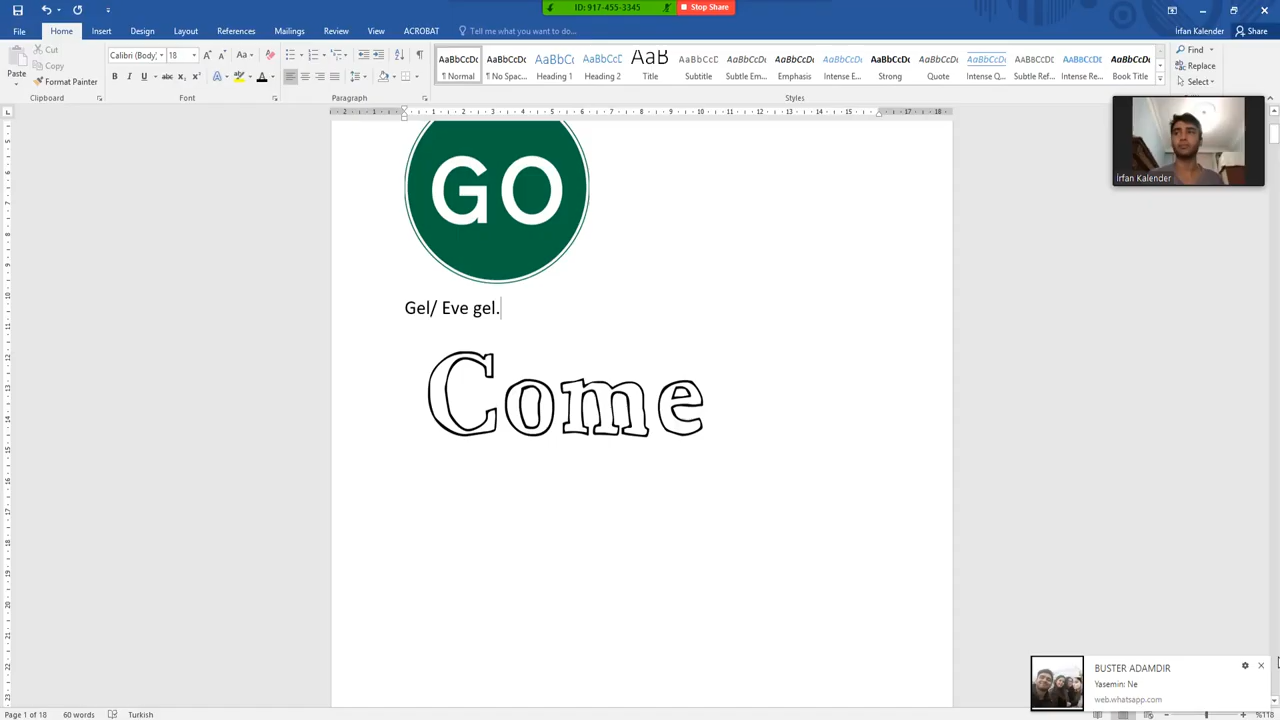 ID: 917-455-3345
Stop Share
File
Home
Insert
Design
Layout
References
Mailings
Review
View
ACROBAT
Tell me what you want to do...
İrfan Kalender
Share
Paste
Cut
Copy
Format Painter
Clipboard
Calibri (Body)
18
Font
Paragraph
¶ Normal
¶ No Spac...
Heading 1
Heading 2
Title
Subtitle
Subtle Em...
Emphasis
Intense E...
Strong
Quote
Intense Q...
Subtle Ref...
Intense Re...
Book Title
Styles
Find
Replace
Select
İrfan Kalender
GO
Gel/ Eve gel.
Come
BUSTER ADAMDIR
Yasemin: Ne
web.whatsapp.com
Page 1 of 18
60 words
Turkish
%118